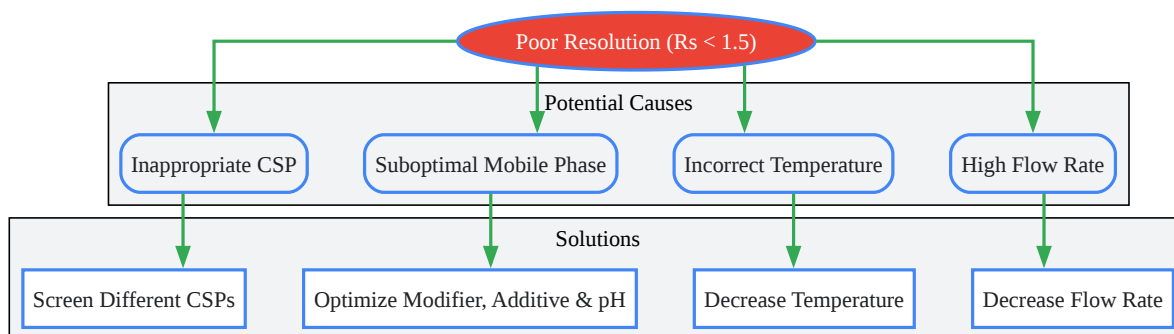 Poor Resolution (Rs < 1.5)
Potential Causes
Inappropriate CSP
Suboptimal Mobile Phase
Incorrect Temperature
High Flow Rate
Solutions
Screen Different CSPs
Optimize Modifier, Additive & pH
Decrease Temperature
Decrease Flow Rate